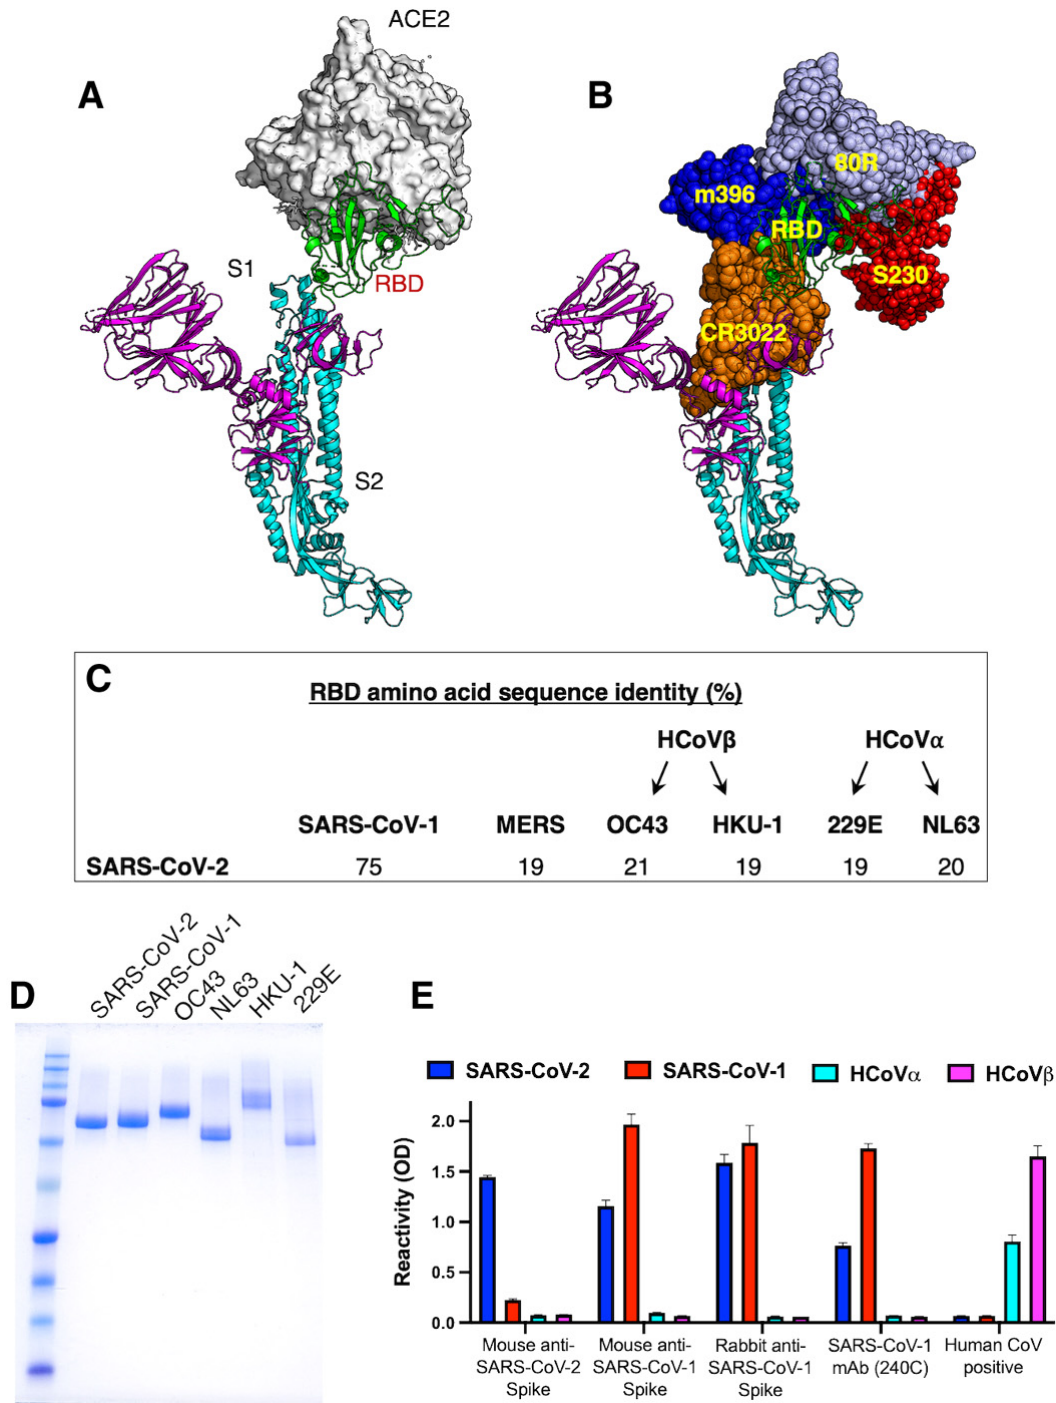 A
ACE2
S1
RBD
S2
B
80R
m396
RBD
S230
CR3022
C
RBD amino acid sequence identity (%)
HCoVβ HCoVα
SARS-CoV-1 MERS OC43 HKU-1 229E NL63
SARS-CoV-2 75 19 21 19 19 20
D
SARS-CoV-2
SARS-CoV-1
OC43
NL63
HKU-1
229E
E
SARS-CoV-2 SARS-CoV-1 HCoVα HCoVβ
Reactivity (OD)
2.0
1.5
1.0
0.5
0.0
Mouse anti-
SARS-CoV-2
Spike
Mouse anti-
SARS-CoV-1
Spike
Rabbit anti-
SARS-CoV-1
Spike
SARS-CoV-1
mAb (240C)
Human CoV
positive